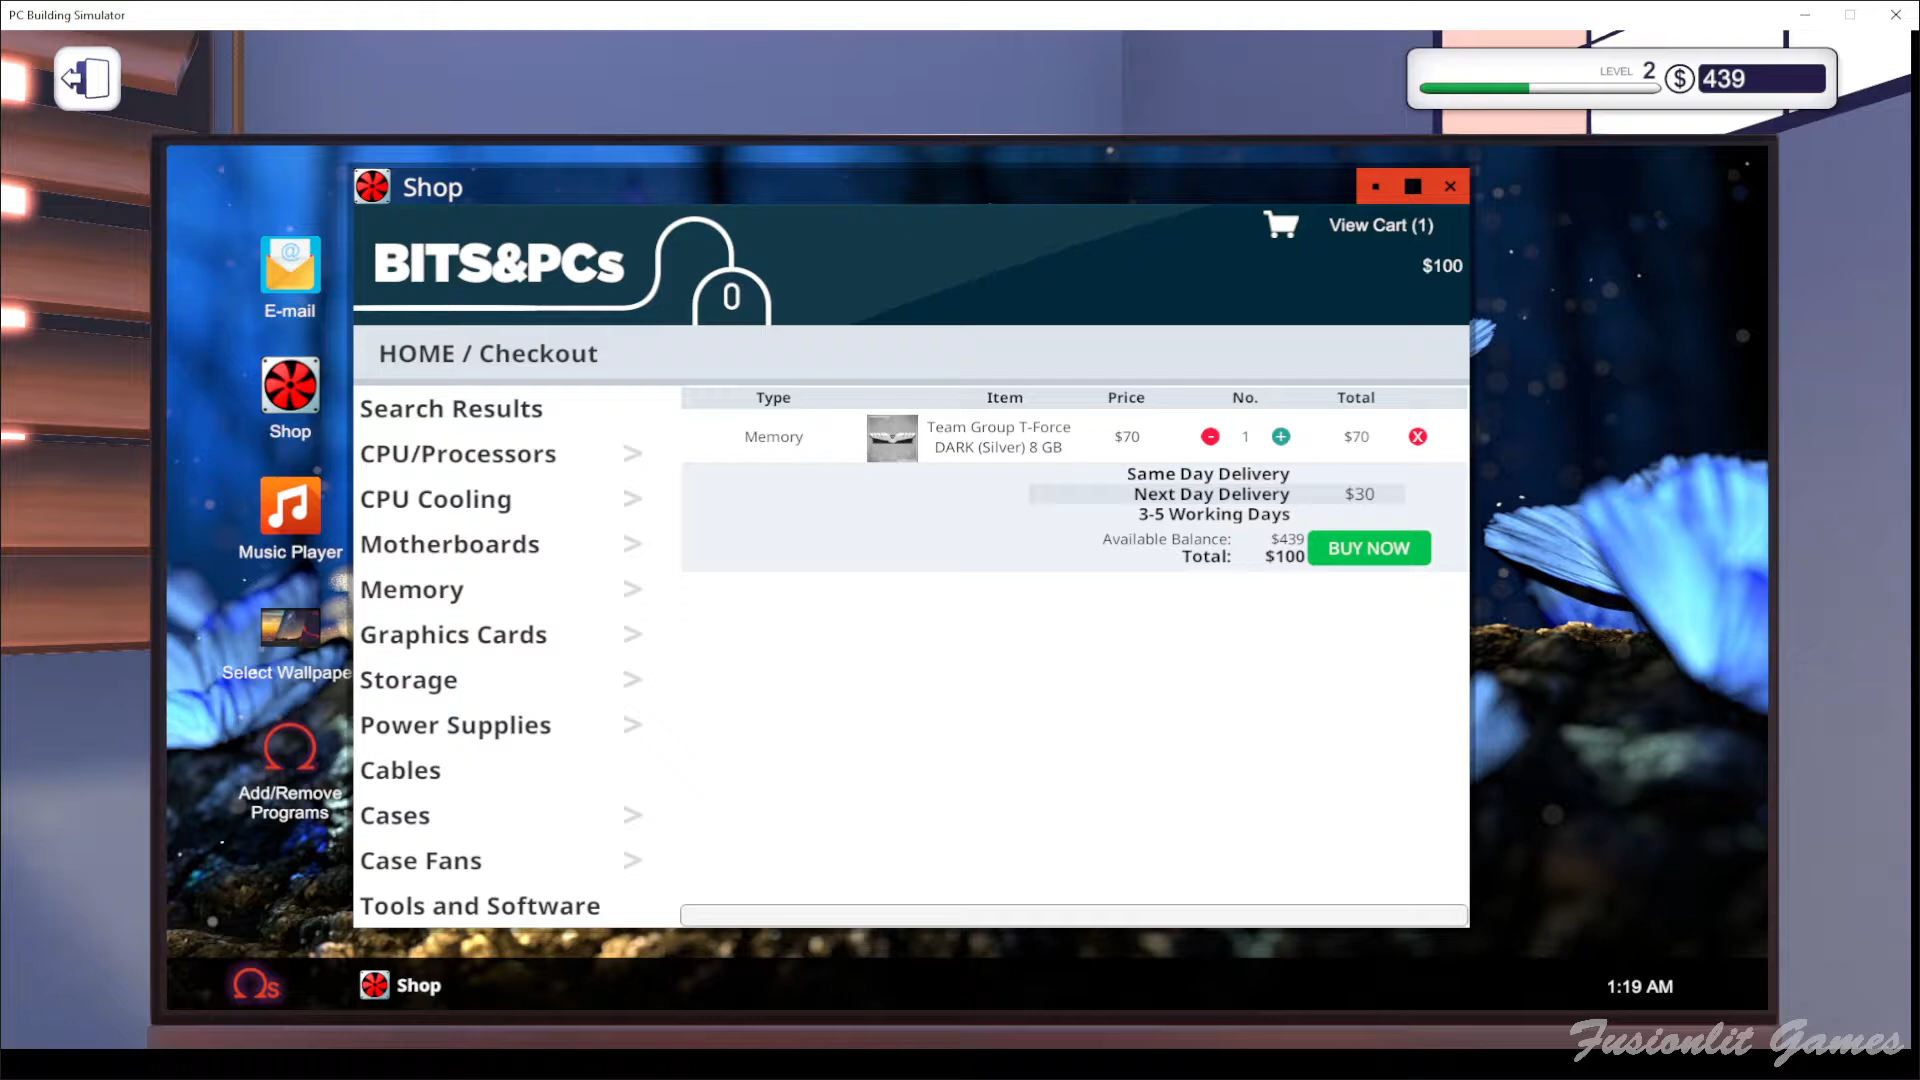 PC Building Simulator
LEVEL 2
$ 439
Shop
BITS&PCs
View Cart (1)
$100
HOME / Checkout
E-mail
Shop
Music Player
Select Wallpape
Add/Remove
Programs
Search Results
CPU/Processors >
CPU Cooling >
Motherboards >
Memory >
Graphics Cards >
Storage >
Power Supplies >
Cables
Cases >
Case Fans >
Tools and Software
Type Item Price No. Total
Memory Team Group T-Force DARK (Silver) 8 GB $70 - 1 + $70 X
Same Day Delivery
Next Day Delivery $30
3-5 Working Days
Available Balance: $439
Total: $100
BUY NOW
Ωs
Shop
1:19 AM
Fusionlit Games